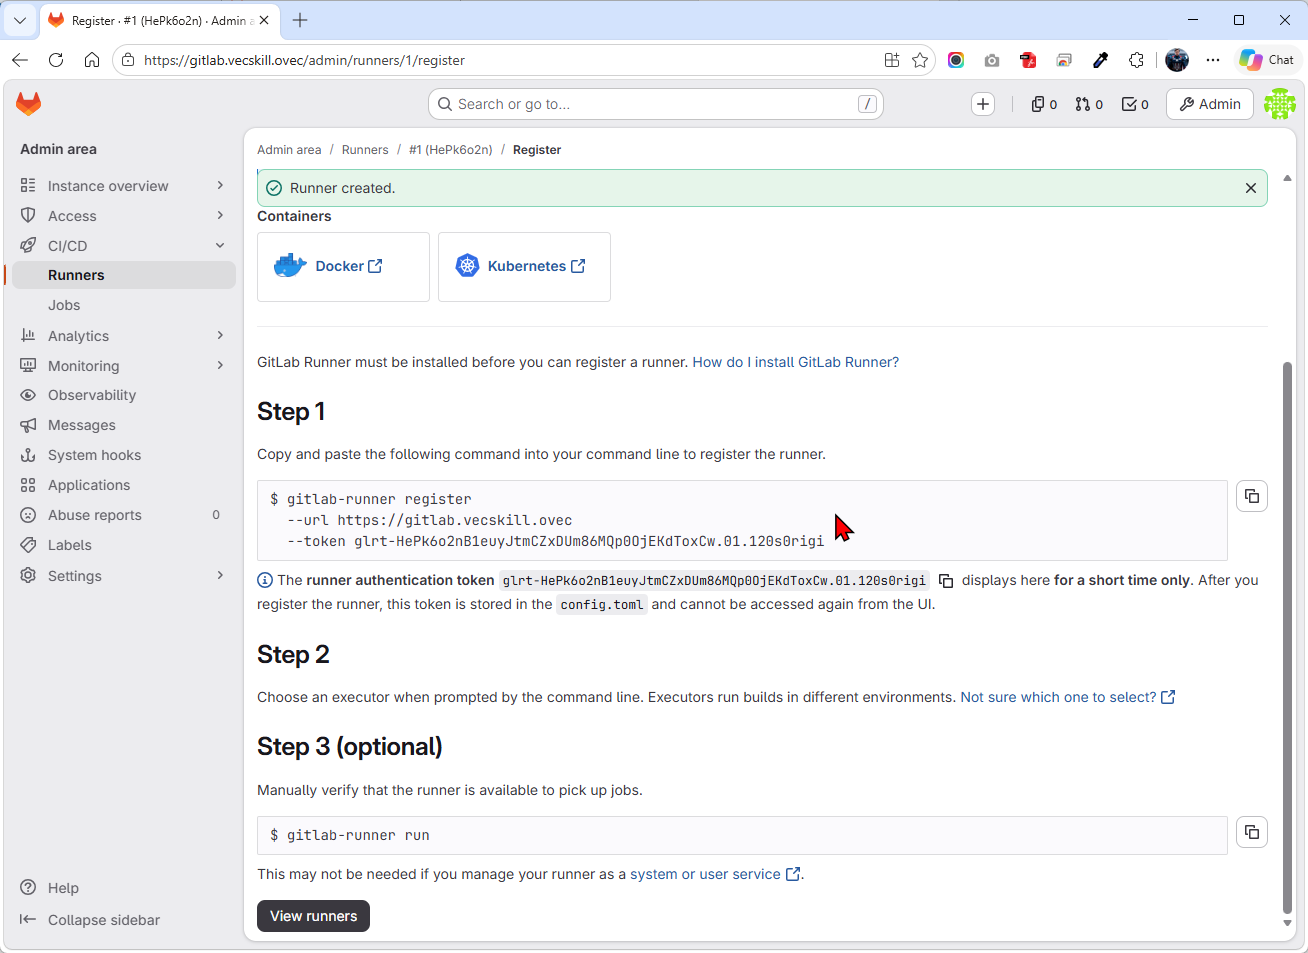 Register · #1 (HePk6o2n) · Admin a
https://gitlab.vecskill.ovec/admin/runners/1/register
Chat
Search or go to...
/
0
0
0
Admin
Admin area
Instance overview
Access
CI/CD
Runners
Jobs
Analytics
Monitoring
Observability
Messages
System hooks
Applications
Abuse reports 0
Labels
Settings
Help
Collapse sidebar
Admin area / Runners / #1 (HePk6o2n) / Register
Runner created.
Containers
Docker
Kubernetes
GitLab Runner must be installed before you can register a runner. How do I install GitLab Runner?
Step 1
Copy and paste the following command into your command line to register the runner.
$ gitlab-runner register
--url https://gitlab.vecskill.ovec
--token glrt-HePk6o2nB1euyJtmCZxDUm86MQp0OjEKdToxCw.01.120s0rigi
The runner authentication token glrt-HePk6o2nB1euyJtmCZxDUm86MQp0OjEKdToxCw.01.120s0rigi displays here for a short time only. After you
register the runner, this token is stored in the config.toml and cannot be accessed again from the UI.
Step 2
Choose an executor when prompted by the command line. Executors run builds in different environments. Not sure which one to select?
Step 3 (optional)
Manually verify that the runner is available to pick up jobs.
$ gitlab-runner run
This may not be needed if you manage your runner as a system or user service.
View runners